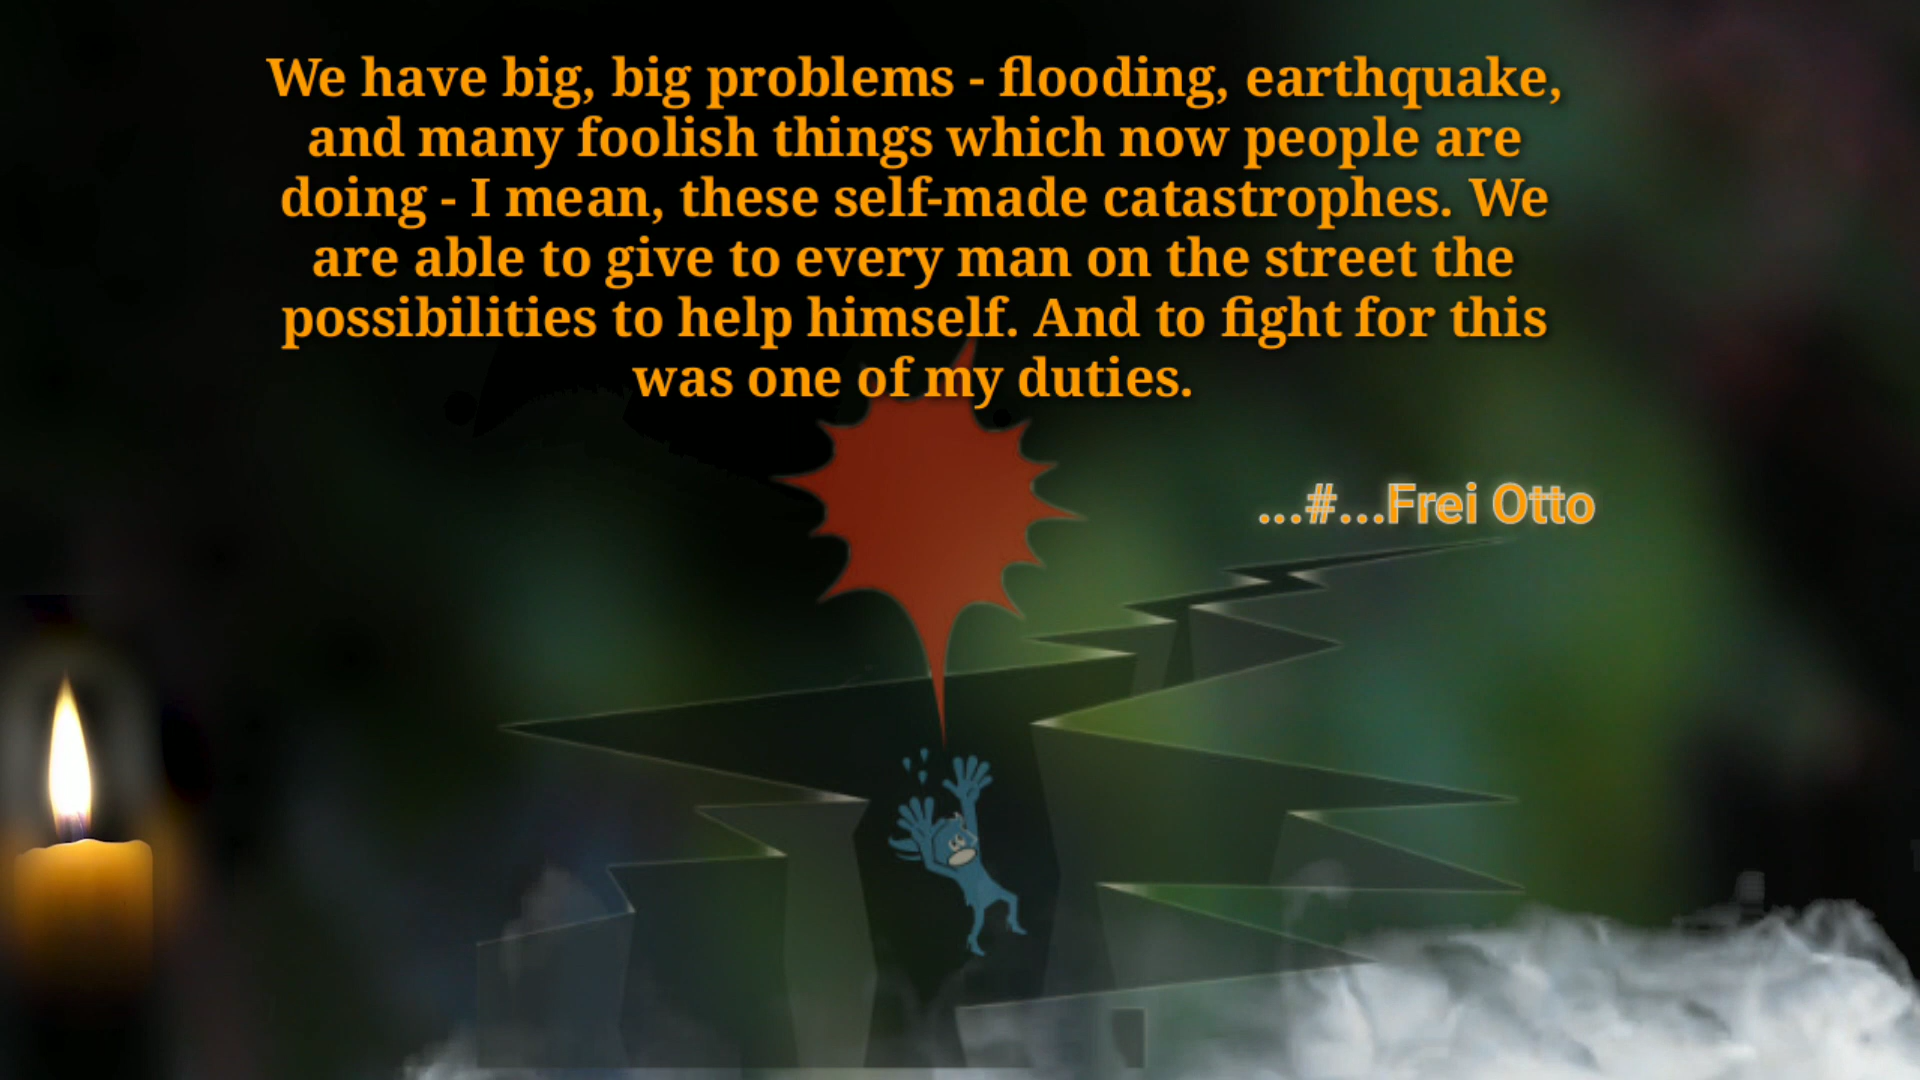 We have big, big problems - flooding, earthquake,
and many foolish things which now people are
doing - I mean, these self-made catastrophes. We
are able to give to every man on the street the
possibilities to help himself. And to fight for this
was one of my duties.
...#...Frei Otto